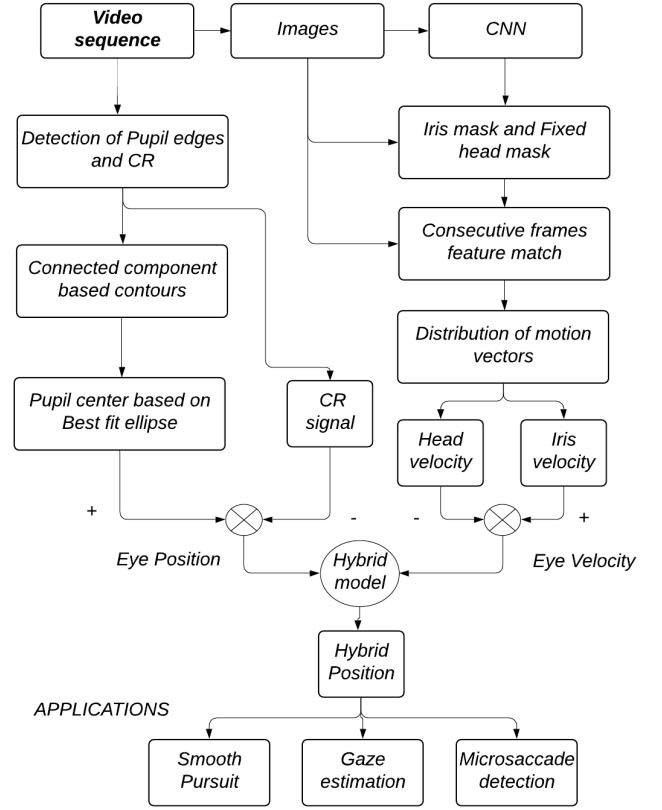 Video
sequence
Images
CNN
Detection of Pupil edges
and CR
Iris mask and Fixed
head mask
Consecutive frames
feature match
Connected component
based contours
Distribution of motion
vectors
Pupil center based on
Best fit ellipse
CR
signal
Head
velocity
Iris
velocity
+
-
-
+
Eye Position
Hybrid
model
Eye Velocity
Hybrid
Position
APPLICATIONS
Smooth
Pursuit
Gaze
estimation
Microsaccade
detection